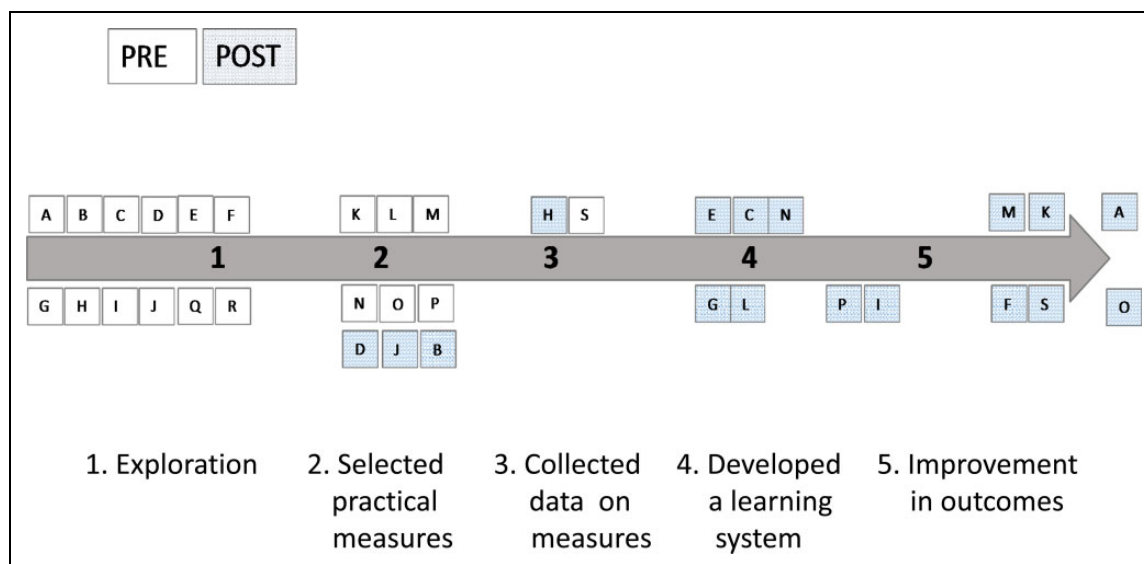 PRE POST
A B C D E F K L M H S E C N M K A
1 2 3 4 5
G H I J Q R N O P G L P I F S O
D J B
1. Exploration 2. Selected 3. Collected 4. Developed 5. Improvement
practical data on a learning in outcomes
measures measures system